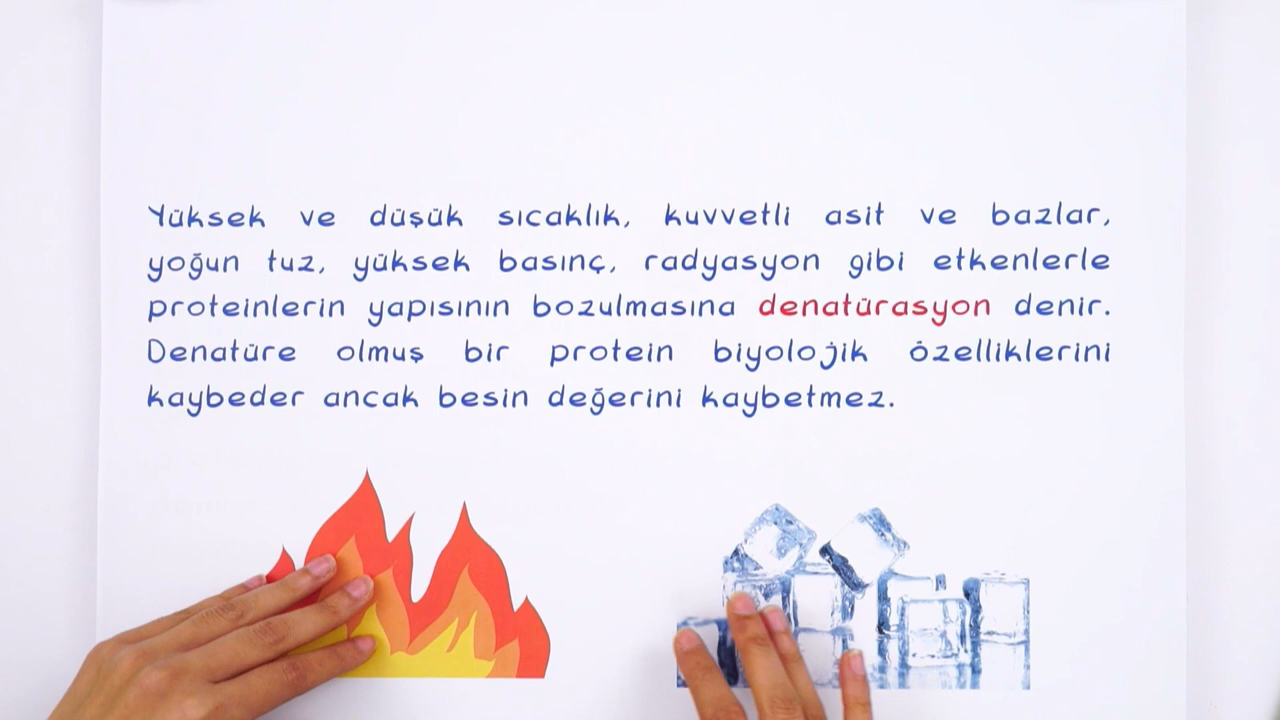 Yüksek ve düşük sıcaklık, kuvvetli asit ve bazlar,
yoğun tuz, yüksek basınç, radyasyon gibi etkenlerle
proteinlerin yapısının bozulmasına denatürasyon denir.
Denatüre olmuş bir protein biyolojik özelliklerini
kaybeder ancak besin değerini kaybetmez.